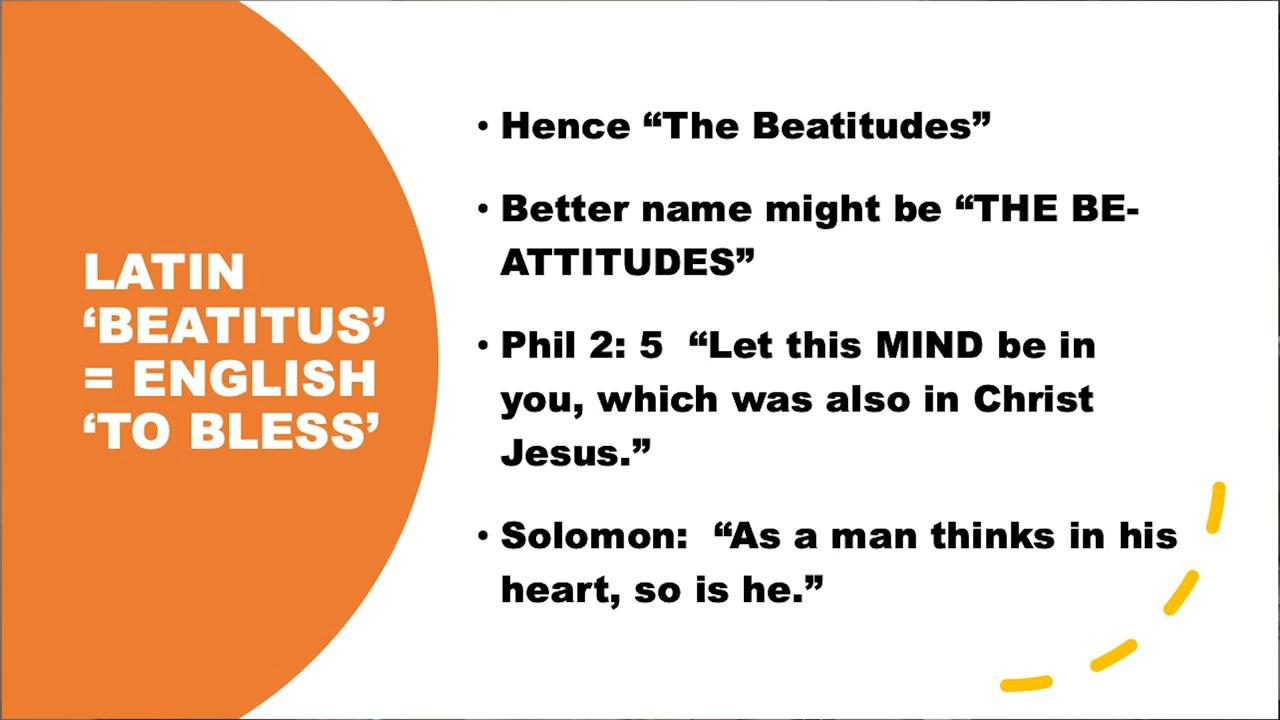 LATIN
‘BEATITUS’
= ENGLISH
‘TO BLESS’
• Hence “The Beatitudes”
• Better name might be “THE BE-
ATTITUDES”
• Phil 2: 5  “Let this MIND be in
you, which was also in Christ
Jesus.”
• Solomon:  “As a man thinks in his
heart, so is he.”